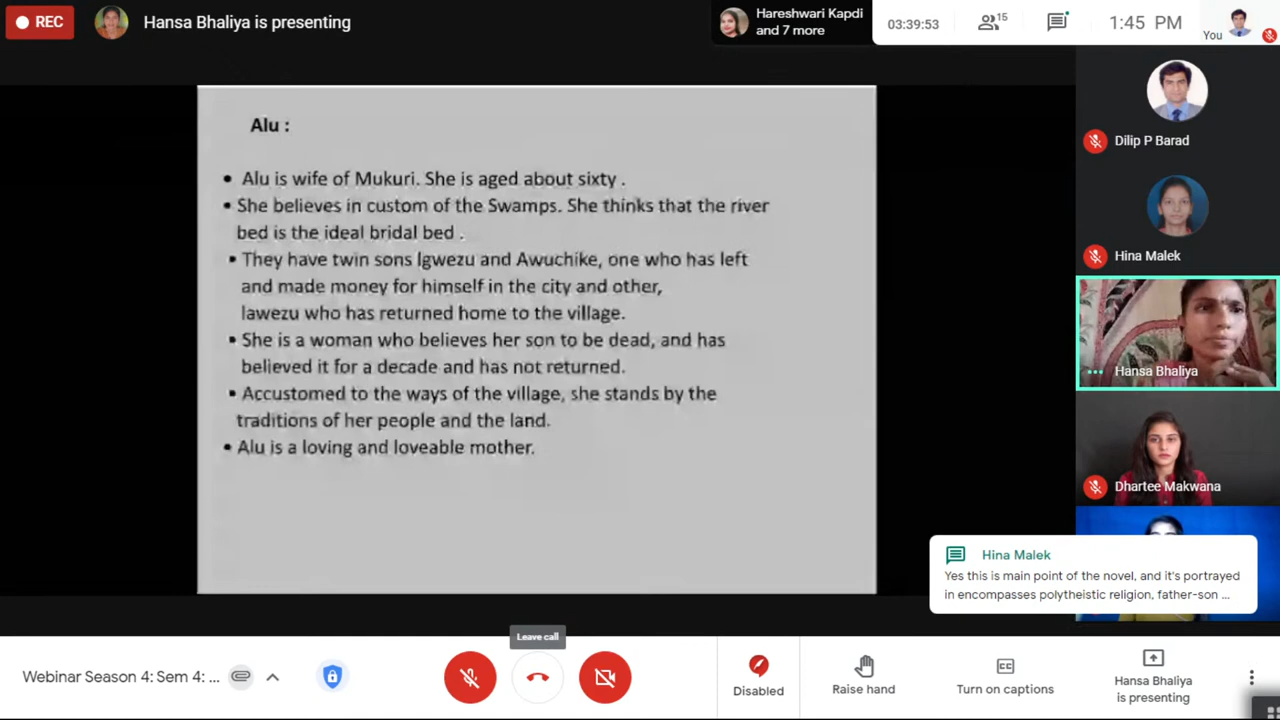 REC
Hansa Bhaliya is presenting
Hareshwari Kapdi
and 7 more
03:39:53
15
1:45 PM
You
Alu :
• Alu is wife of Mukuri. She is aged about sixty .
• She believes in custom of the Swamps. She thinks that the river
bed is the ideal bridal bed .
• They have twin sons Igwezu and Awuchike, one who has left
and made money for himself in the city and other,
Iawezu who has returned home to the village.
• She is a woman who believes her son to be dead, and has
believed it for a decade and has not returned.
• Accustomed to the ways of the village, she stands by the
traditions of her people and the land.
• Alu is a loving and loveable mother.
Dilip P Barad
Hina Malek
Hansa Bhaliya
Dhartee Makwana
Hina Malek
Yes this is main point of the novel, and it's portrayed
in encompasses polytheistic religion, father-son ...
Leave call
Webinar Season 4: Sem 4: ...
Disabled
Raise hand
CC
Turn on captions
Hansa Bhaliya
is presenting